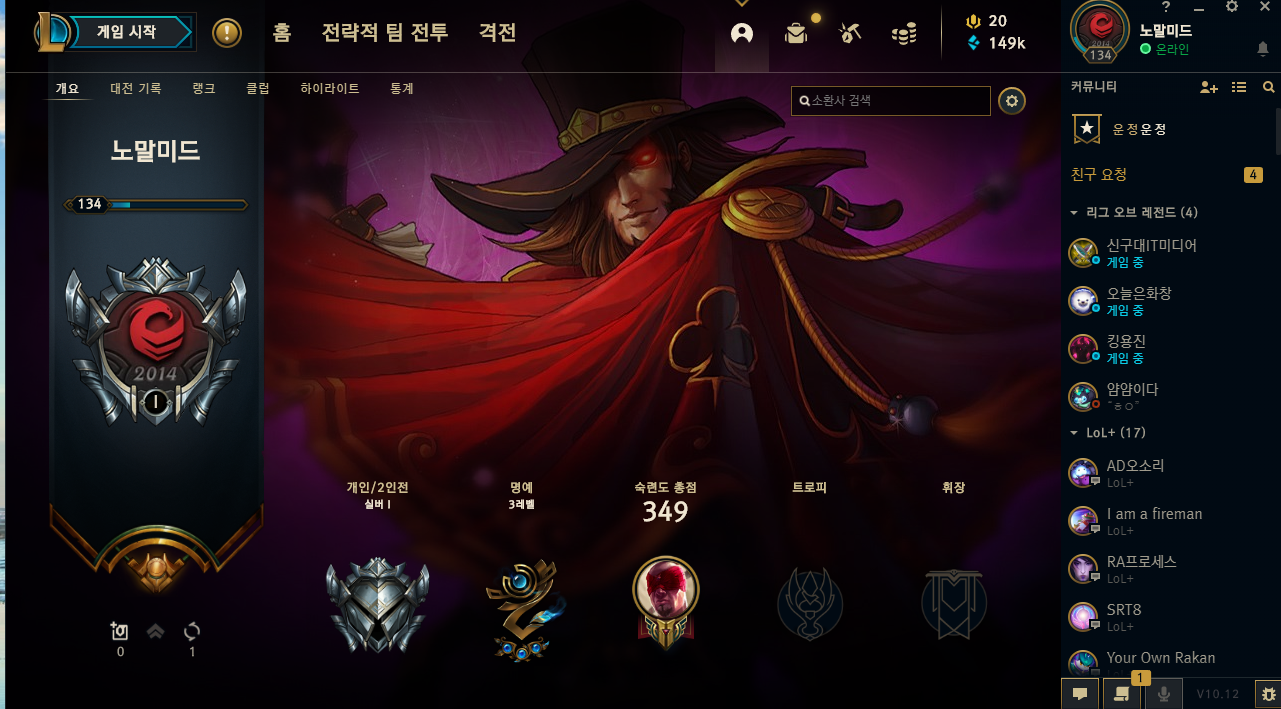 게임 시작
홈
전략적 팀 전투
격전
20
149k
노말미드
온라인
2014
134
개요
대전 기록
랭크
클럽
하이라이트
통계
소환사 검색
커뮤니티
운정운정
친구 요청
4
노말미드
134
2014
I
0
1
개인/2인전
실버 I
명예
3레벨
숙련도 총점
349
트로피
휘장
리그 오브 레전드 (4)
신구대IT미디어
게임 중
오늘은화창
게임 중
킹용진
게임 중
얌얌이다
"ㅎㅇ"
LoL+ (17)
AD오소리
LoL+
I am a fireman
LoL+
RA프로세스
LoL+
SRT8
LoL+
Your Own Rakan
LoL+
1
V10.12